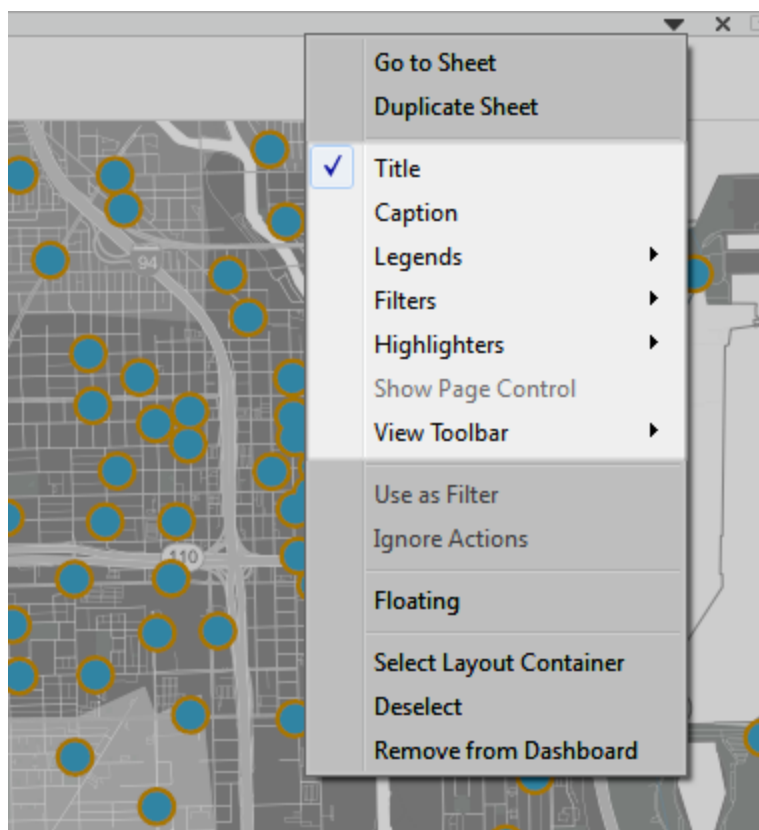 Go to Sheet
Duplicate Sheet
Title
Caption
Legends
Filters
Highlighters
Show Page Control
View Toolbar
Use as Filter
Ignore Actions
Floating
Select Layout Container
Deselect
Remove from Dashboard
94
110